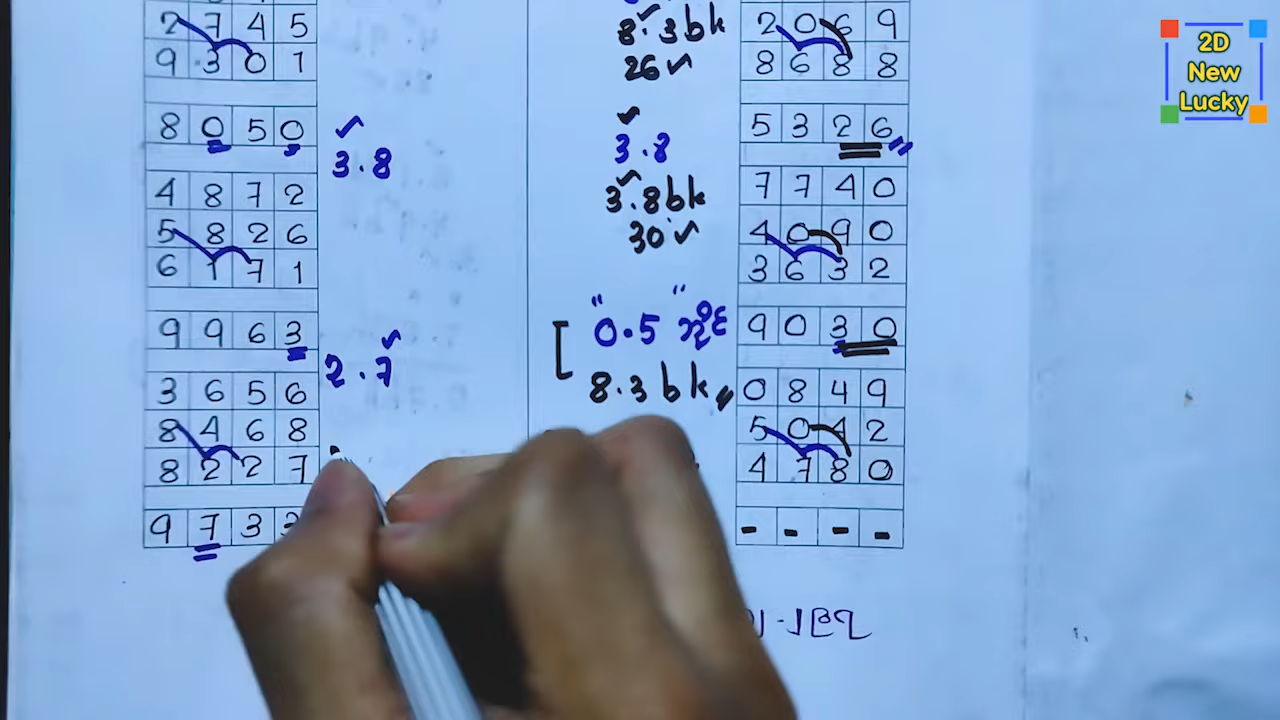 2 7 4 5
9 3 0 1
8 0 5 0
3.8
4 8 7 2
5 8 2 6
6 1 7 1
9 9 6 3
2.7
3 6 5 6
8 4 6 8
8 2 2 7
9 7 3
8.3bk
26
3.8
3.8bk
30
"0.5"
8.3 bk
2 0 6 9
8 6 8 8
5 3 2 6
7 7 4 0
4 0 9 0
3 6 3 2
9 0 3 0
0 8 4 9
5 0 4 2
4 7 8 0
- - - -
2D
New
Lucky